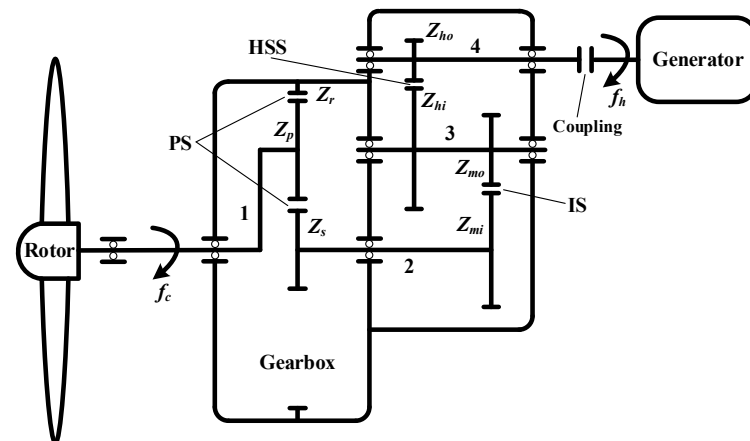 HSS
Z_ho
4
Generator
Z_r
Z_hi
f_h
Coupling
PS
Z_p
3
Z_mo
IS
1
Z_s
Z_mi
Rotor
2
f_c
Gearbox